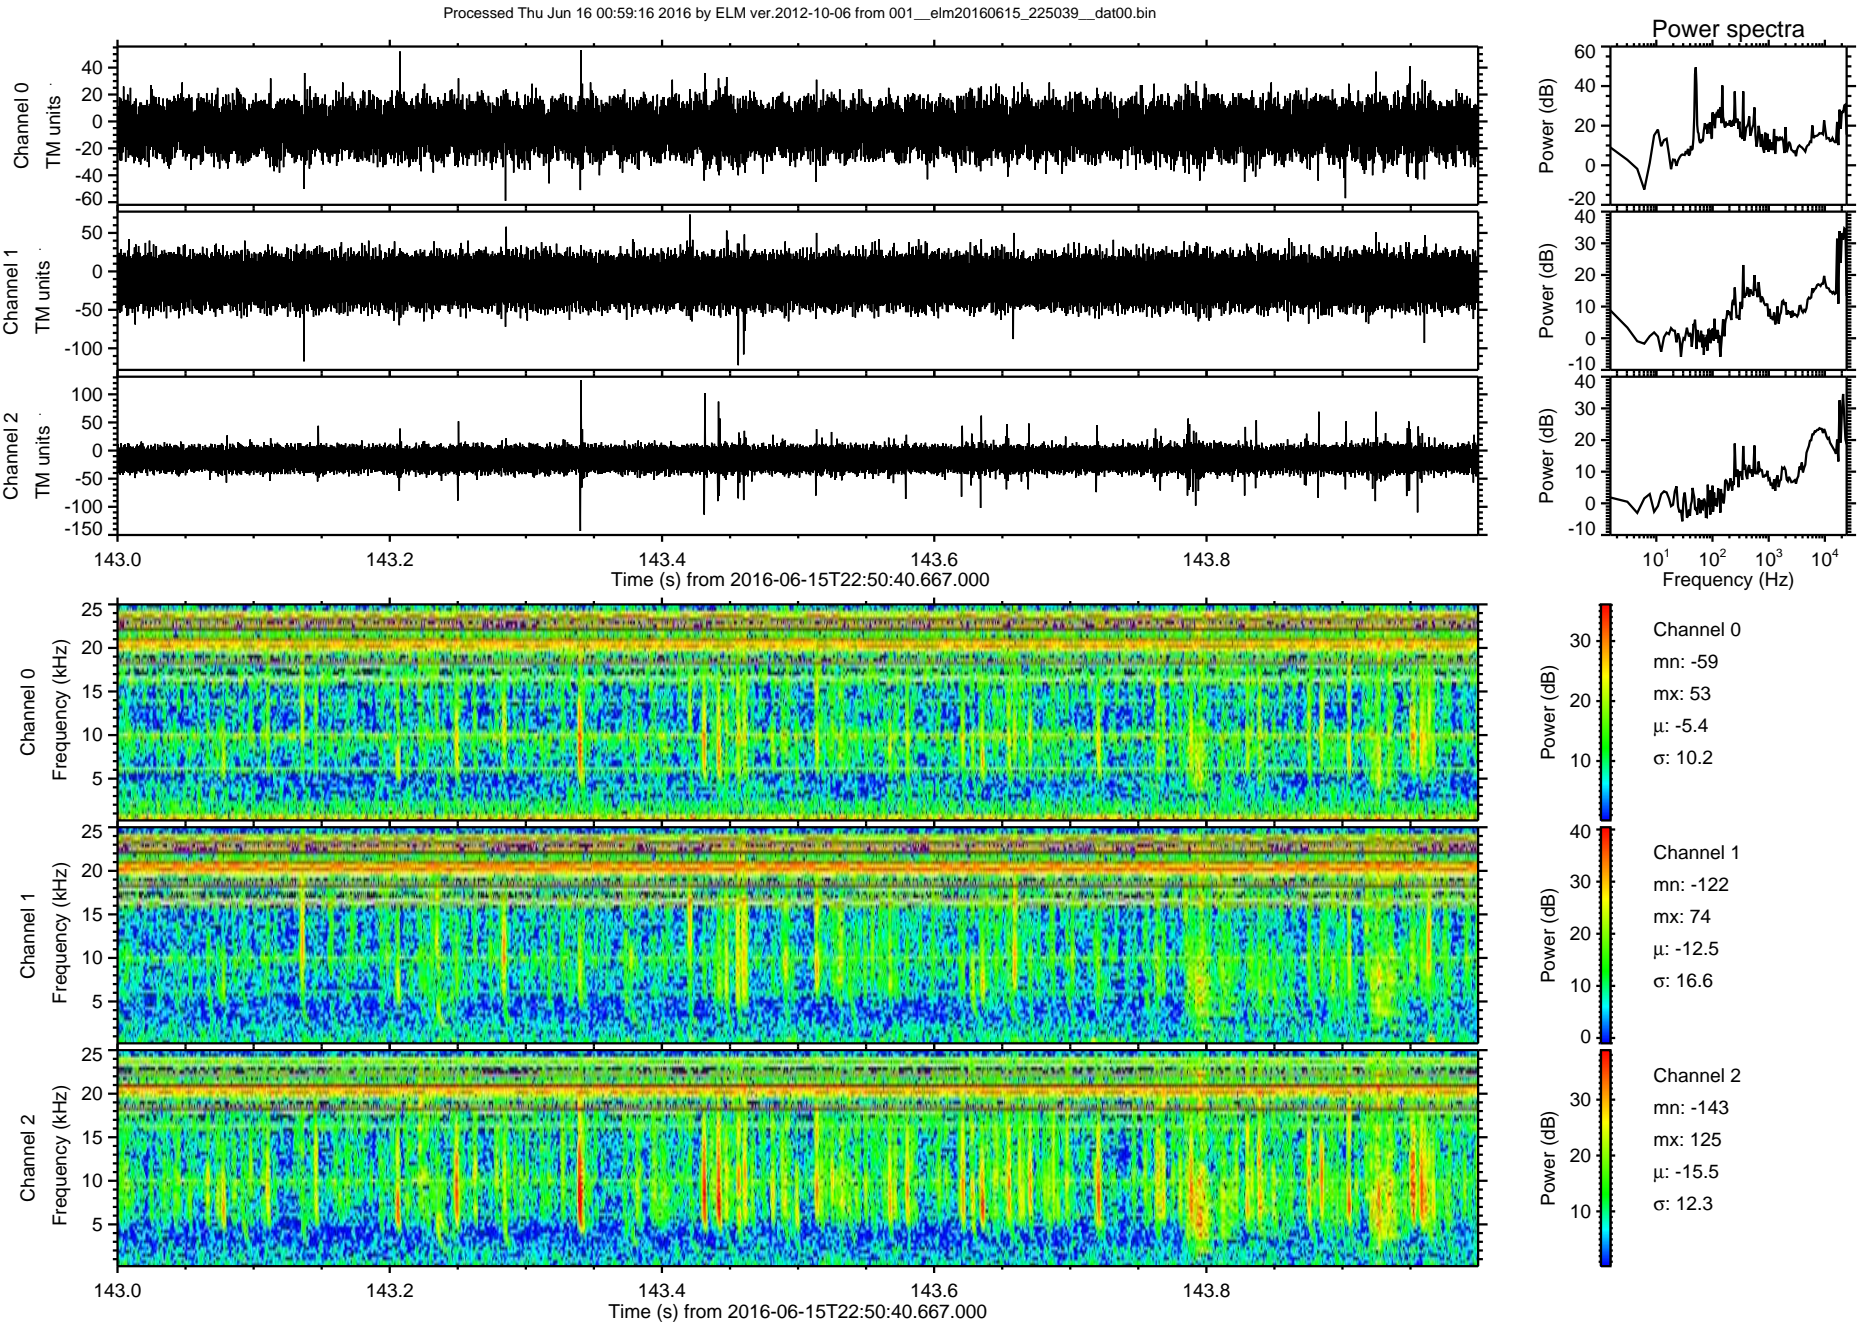 Processed Thu Jun 16 00:59:16 2016 by ELM ver.2012-10-06 from 001__elm20160615_225039__dat00.bin
Power spectra
Channel 0
TM units
40
20
0
-20
-40
-60
Power (dB)
60
40
20
0
-20
Channel 1
TM units
50
0
-50
-100
Power (dB)
40
30
20
10
0
-10
Channel 2
TM units
100
50
0
-50
-100
-150
Power (dB)
40
30
20
10
0
-10
143.0 143.2 143.4 143.6 143.8
Time (s) from 2016-06-15T22:50:40.667.000
10¹ 10² 10³ 10⁴
Frequency (Hz)
Channel 0
Frequency (kHz)
25
20
15
10
5
Power (dB)
30
20
10
Channel 0
mn: -59
mx: 53
μ: -5.4
σ: 10.2
Channel 1
Frequency (kHz)
25
20
15
10
5
Power (dB)
40
30
20
10
0
Channel 1
mn: -122
mx: 74
μ: -12.5
σ: 16.6
Channel 2
Frequency (kHz)
25
20
15
10
5
Power (dB)
30
20
10
Channel 2
mn: -143
mx: 125
μ: -15.5
σ: 12.3
143.0 143.2 143.4 143.6 143.8
Time (s) from 2016-06-15T22:50:40.667.000